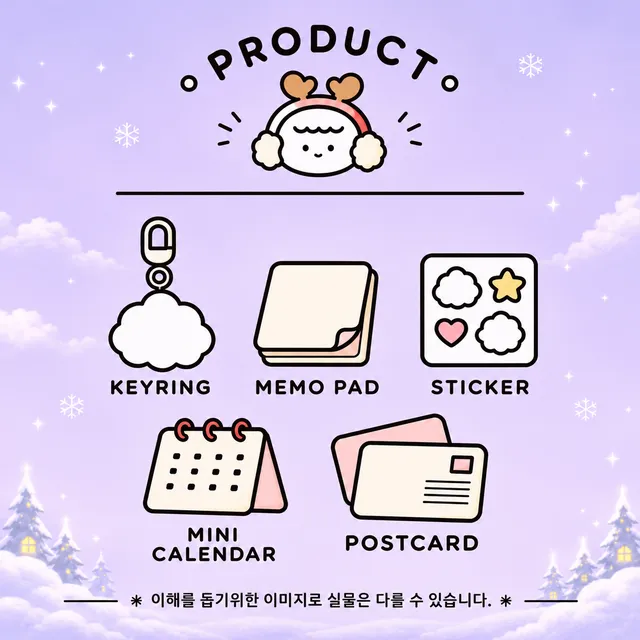 PRODUCT
KEYRING
MEMO PAD
STICKER
MINI
CALENDAR
POSTCARD
* 이해를 돕기위한 이미지로 실물은 다를 수 있습니다. *